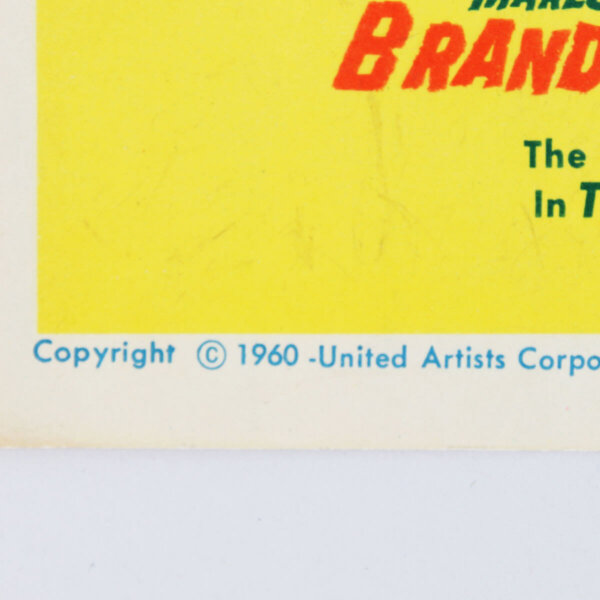 BRAND
The
In T
Copyright © 1960 -United Artists Corpo